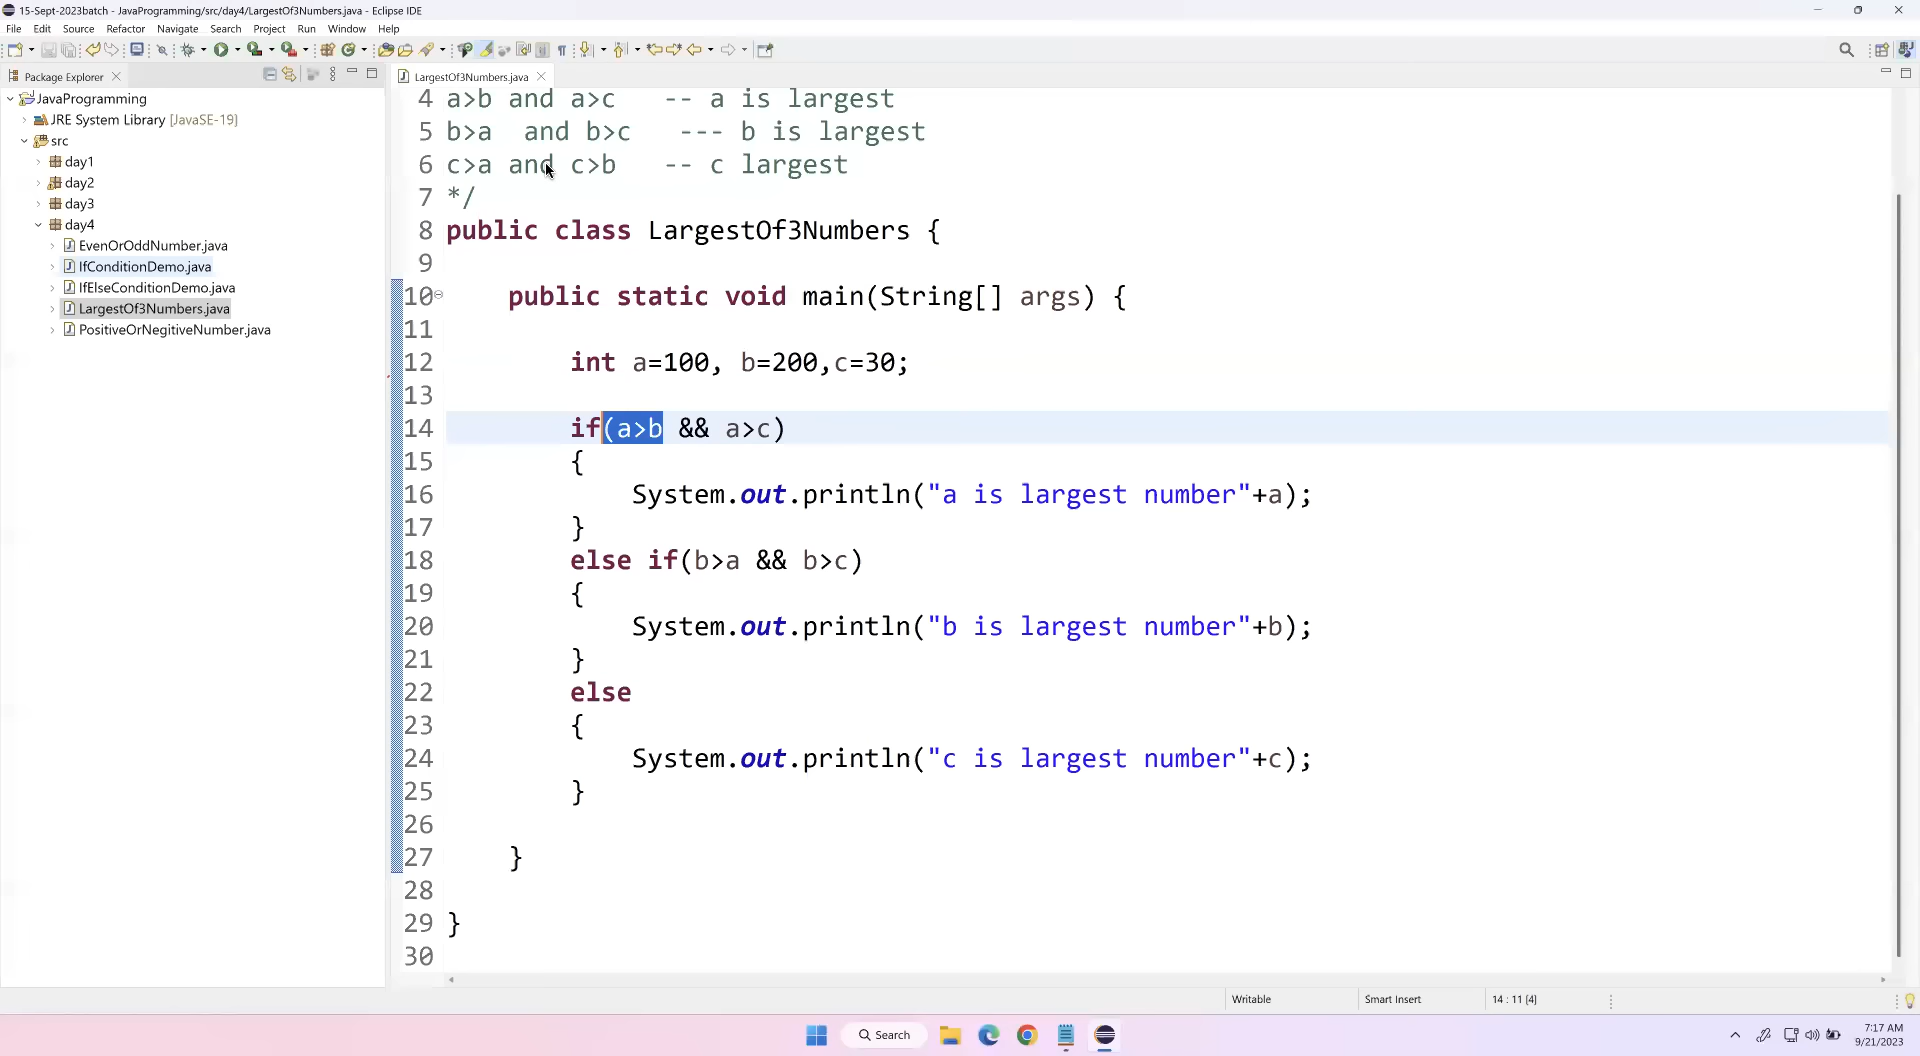 15-Sept-2023batch - JavaProgramming/src/day4/LargestOf3Numbers.java - Eclipse IDE
File Edit Source Refactor Navigate Search Project Run Window Help
Package Explorer
LargestOf3Numbers.java
JavaProgramming
JRE System Library [JavaSE-19]
src
day1
day2
day3
day4
EvenOrOddNumber.java
IfConditionDemo.java
IfElseConditionDemo.java
LargestOf3Numbers.java
PositiveOrNegitiveNumber.java
4 a>b and a>c   -- a is largest
5 b>a  and b>c   --- b is largest
6 c>a and c>b   -- c largest
7 */
8 public class LargestOf3Numbers {
9
10     public static void main(String[] args) {
11
12         int a=100, b=200,c=30;
13
14         if(a>b && a>c)
15         {
16             System.out.println("a is largest number"+a);
17         }
18         else if(b>a && b>c)
19         {
20             System.out.println("b is largest number"+b);
21         }
22         else
23         {
24             System.out.println("c is largest number"+c);
25         }
26
27     }
28
29 }
30
Writable Smart Insert 14 : 11 [4]
Search
7:17 AM
9/21/2023